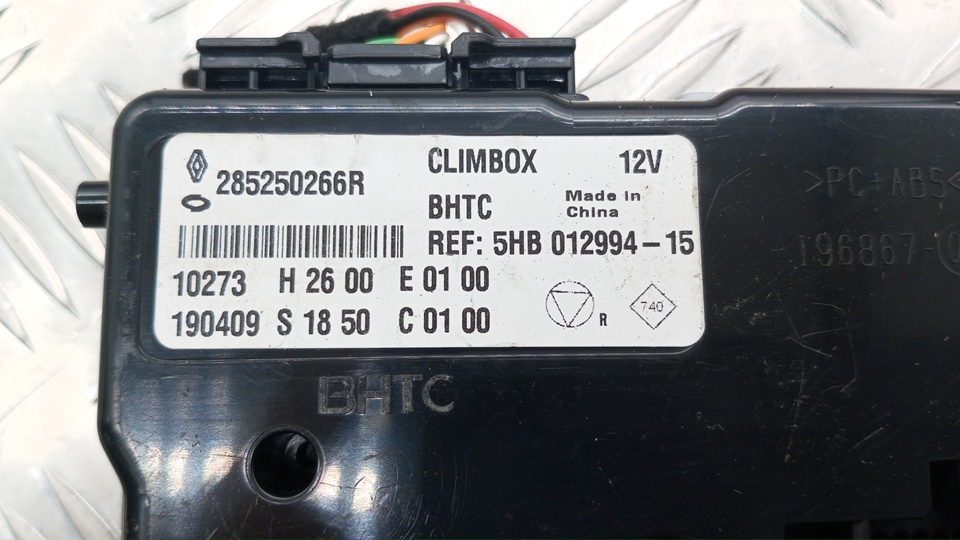 285250266R
CLIMBOX 12V
BHTC
Made in
China
REF: 5HB 012994-15
10273 H 26 00 E 01 00
190409 S 18 50 C 01 00
R
740
BHTC
>PC+ABS<
T96867-